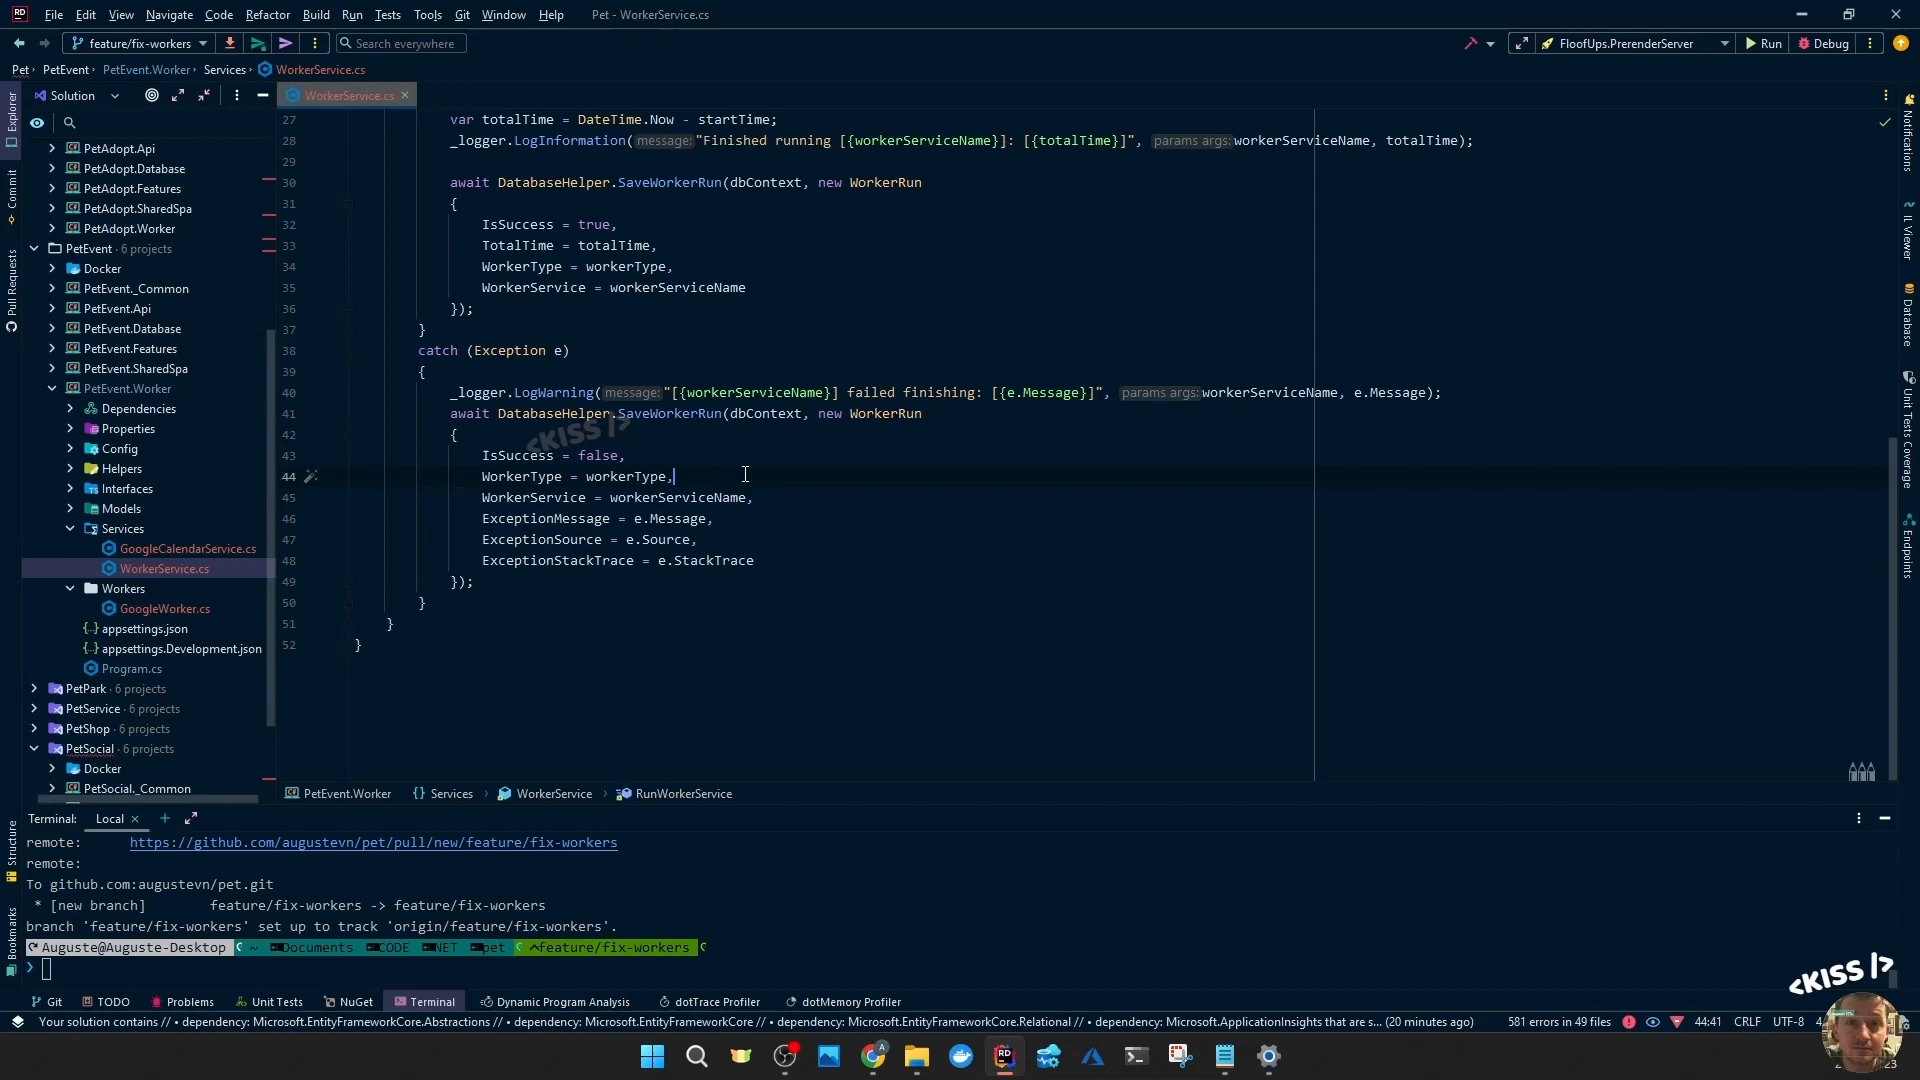 File Edit View Navigate Code Refactor Build Run Tests Tools Git Window Help Pet - WorkerService.cs
feature/fix-workers Search everywhere FloofUps.PrerenderServer Run Debug
Pet PetEvent PetEvent.Worker Services WorkerService.cs
Solution WorkerService.cs
PetAdopt.Api
PetAdopt.Database
PetAdopt.Features
PetAdopt.SharedSpa
PetAdopt.Worker
PetEvent · 6 projects
Docker
PetEvent._Common
PetEvent.Api
PetEvent.Database
PetEvent.Features
PetEvent.SharedSpa
PetEvent.Worker
Dependencies
Properties
Config
Helpers
Interfaces
Models
Services
GoogleCalendarService.cs
WorkerService.cs
Workers
GoogleWorker.cs
appsettings.json
appsettings.Development.json
Program.cs
PetPark · 6 projects
PetService · 6 projects
PetShop · 6 projects
PetSocial · 6 projects
Docker
PetSocial._Common
27 var totalTime = DateTime.Now - startTime;
28 _logger.LogInformation( message: "Finished running [{workerServiceName}]: [{totalTime}]", params args: workerServiceName, totalTime);
29
30 await DatabaseHelper.SaveWorkerRun(dbContext, new WorkerRun
31 {
32 IsSuccess = true,
33 TotalTime = totalTime,
34 WorkerType = workerType,
35 WorkerService = workerServiceName
36 });
37 }
38 catch (Exception e)
39 {
40 _logger.LogWarning( message: "[{workerServiceName}] failed finishing: [{e.Message}]", params args: workerServiceName, e.Message);
41 await DatabaseHelper.SaveWorkerRun(dbContext, new WorkerRun
42 {
<KISS />
43 IsSuccess = false,
44 WorkerType = workerType,
45 WorkerService = workerServiceName,
46 ExceptionMessage = e.Message,
47 ExceptionSource = e.Source,
48 ExceptionStackTrace = e.StackTrace
49 });
50 }
51 }
52 }
PetEvent.Worker {} Services WorkerService RunWorkerService
Explorer
Commit
Pull Requests
Structure
Bookmarks
Notifications
IL Viewer
Database
Unit Tests Coverage
Endpoints
Terminal: Local
remote: https://github.com/augustevn/pet/pull/new/feature/fix-workers
remote:
To github.com:augustevn/pet.git
* [new branch] feature/fix-workers -> feature/fix-workers
branch 'feature/fix-workers' set up to track 'origin/feature/fix-workers'.
Auguste@Auguste-Desktop ~ Documents CODE NET pet feature/fix-workers
<KISS />
Git TODO Problems Unit Tests NuGet Terminal Dynamic Program Analysis dotTrace Profiler dotMemory Profiler
Your solution contains // • dependency: Microsoft.EntityFrameworkCore.Abstractions // • dependency: Microsoft.EntityFrameworkCore // • dependency: Microsoft.EntityFrameworkCore.Relational // • dependency: Microsoft.ApplicationInsights that are s... (20 minutes ago) 581 errors in 49 files 44:41 CRLF UTF-8